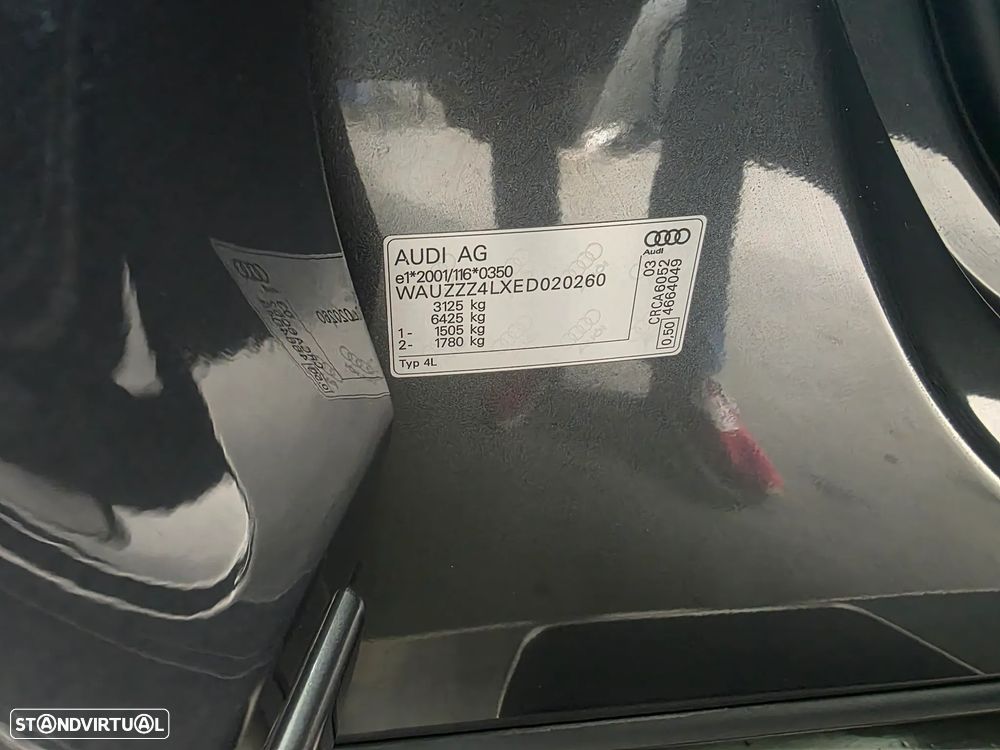 AUDI AG
e1*2001/116*0350
WAUZZZ4LXED020260
3125 kg
6425 kg
1- 1505 kg
2- 1780 kg
Typ 4L
Audi
CRCA6052 03
0,50 4664049
STANDVIRTUAL